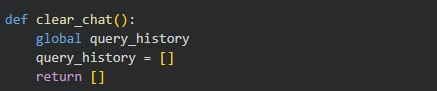 def clear_chat():
    global query_history
    query_history = []
    return []